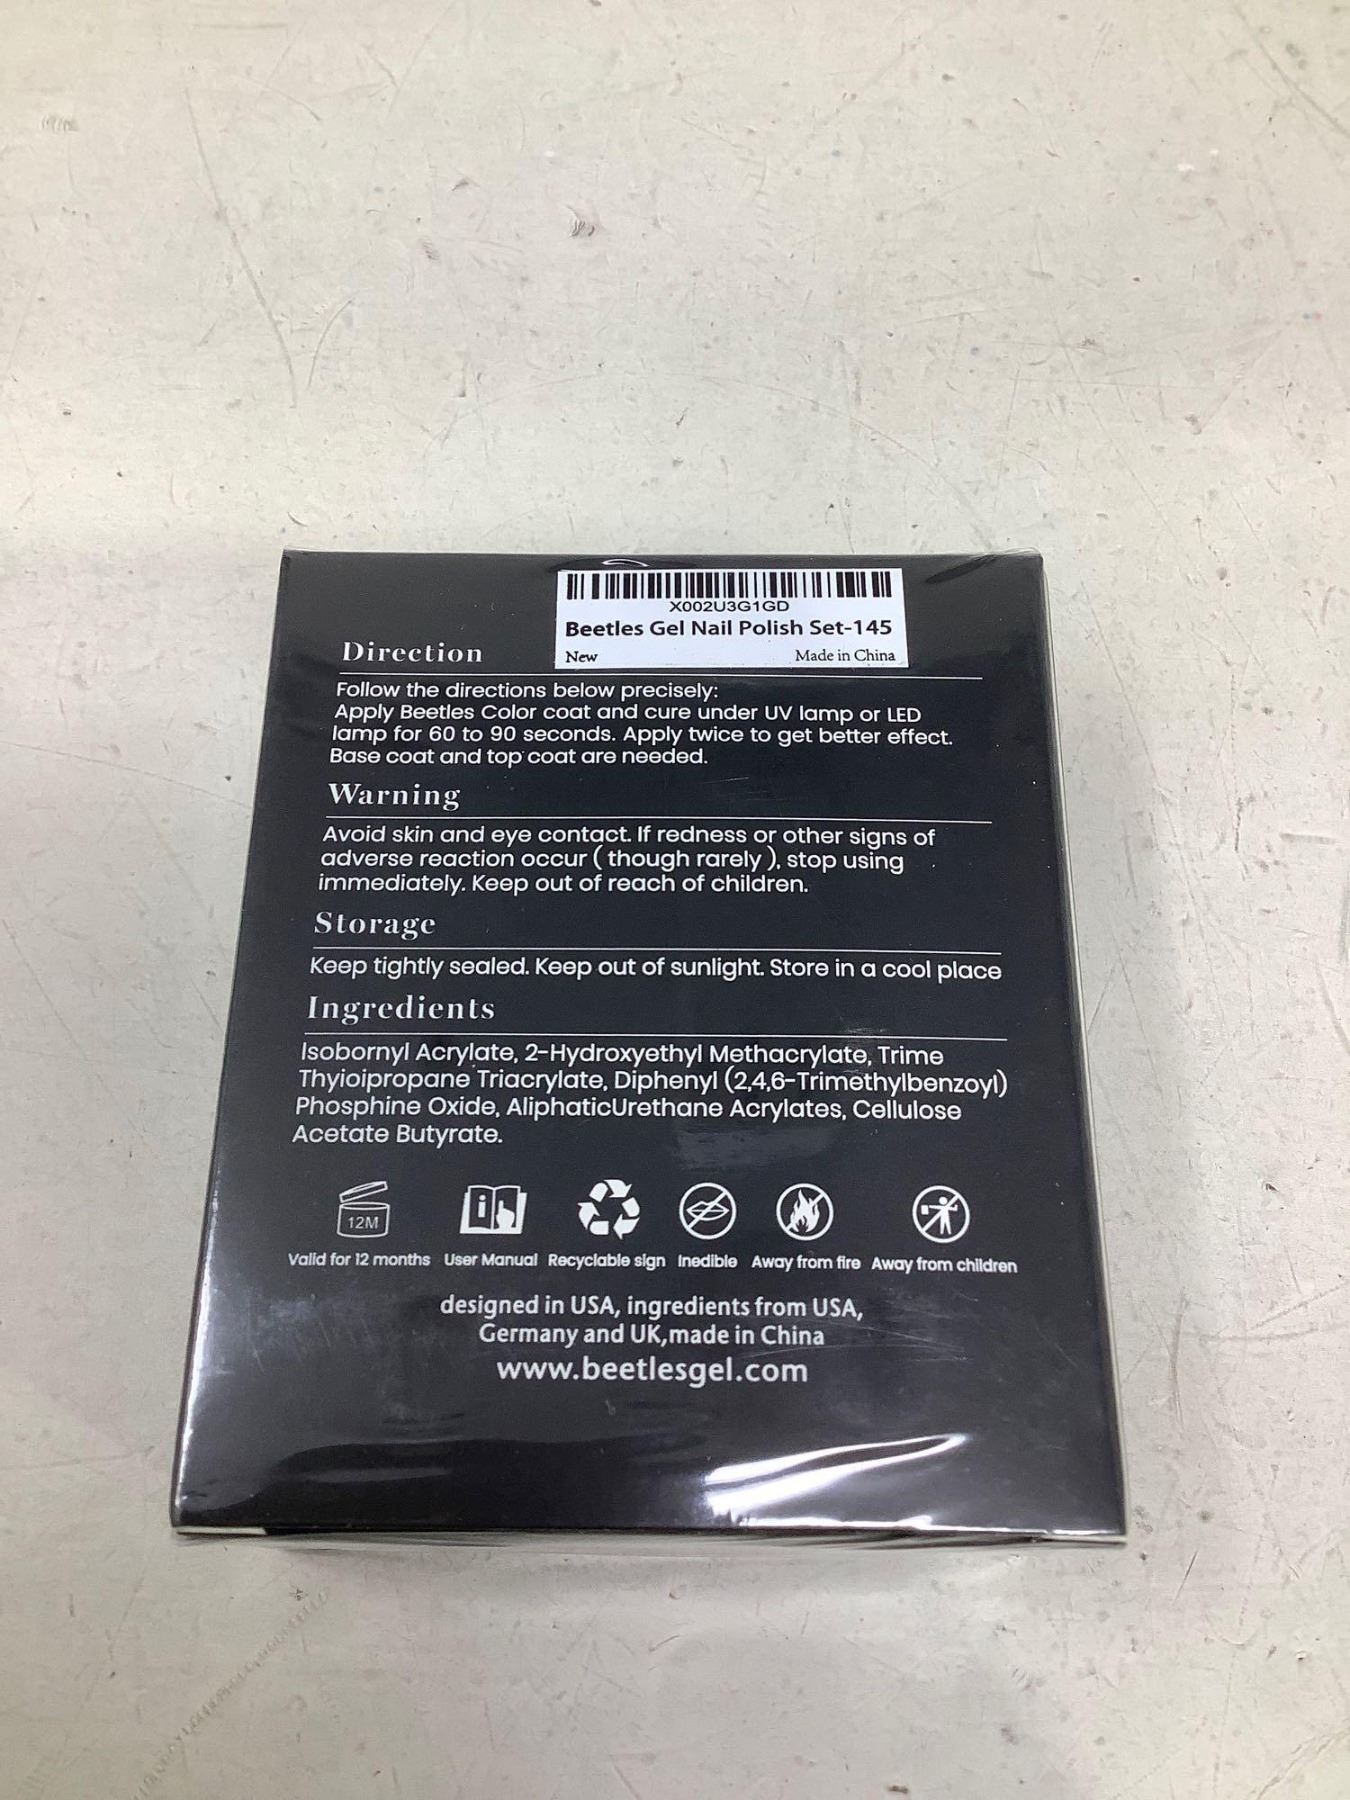 X002U3G1GD
Beetles Gel Nail Polish Set-145
New Made in China
Direction
Follow the directions below precisely:
Apply Beetles Color coat and cure under UV lamp or LED
lamp for 60 to 90 seconds. Apply twice to get better effect.
Base coat and top coat are needed.
Warning
Avoid skin and eye contact. If redness or other signs of
adverse reaction occur ( though rarely ), stop using
immediately. Keep out of reach of children.
Storage
Keep tightly sealed. Keep out of sunlight. Store in a cool place
Ingredients
Isobornyl Acrylate, 2-Hydroxyethyl Methacrylate, Trime
Thyioipropane Triacrylate, Diphenyl (2,4,6-Trimethylbenzoyl)
Phosphine Oxide, AliphaticUrethane Acrylates, Cellulose
Acetate Butyrate.
12M
Valid for 12 months User Manual Recyclable sign Inedible Away from fire Away from children
designed in USA, ingredients from USA,
Germany and UK,made in China
www.beetlesgel.com